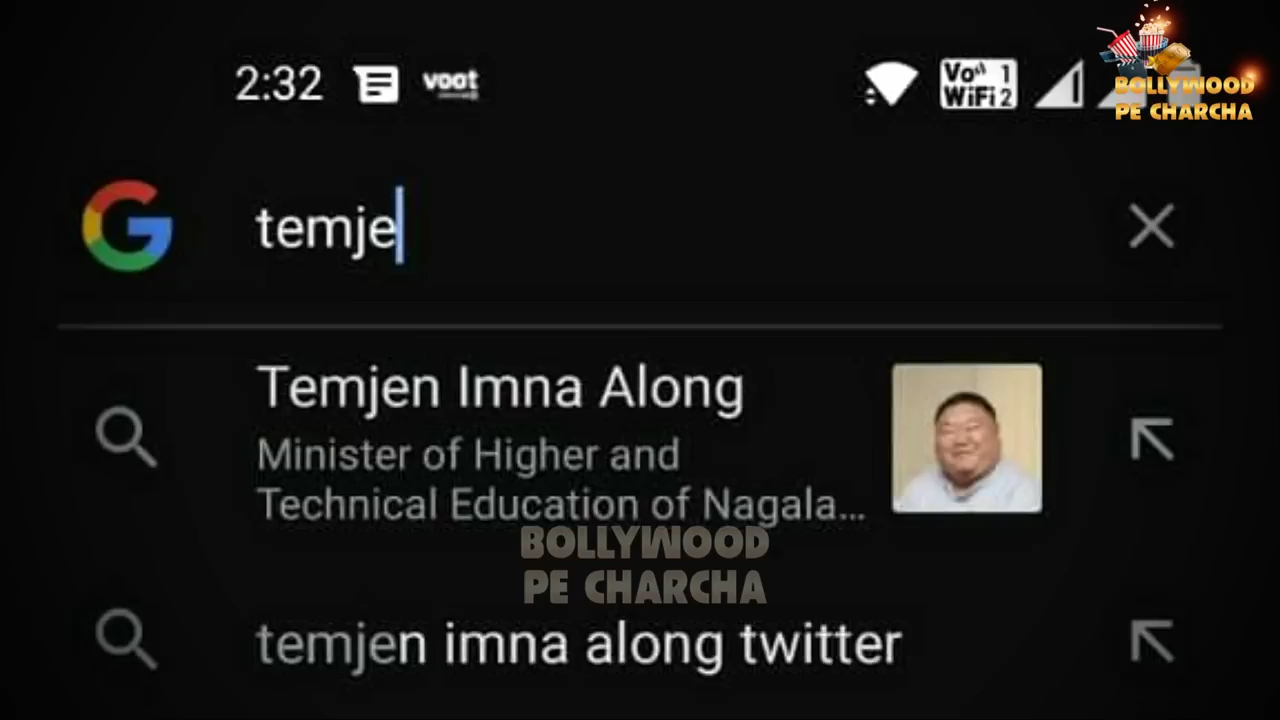 2:32 voot Vo 1
WiFi 2
BOLLYWOOD
PE CHARCHA
temje
Temjen Imna Along
Minister of Higher and
Technical Education of Nagala...
BOLLYWOOD
PE CHARCHA
temjen imna along twitter